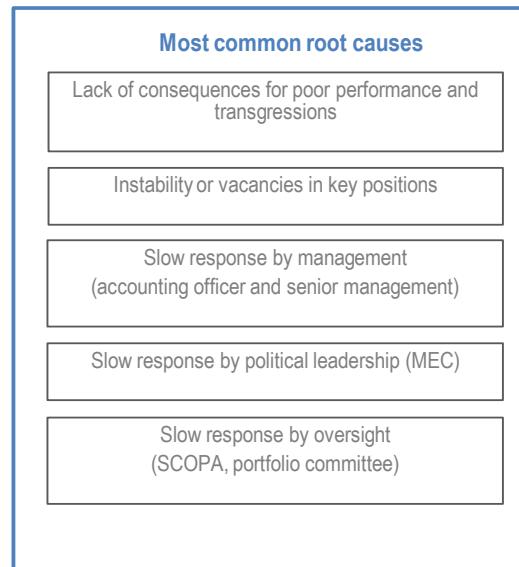 Most common root causes
Lack of consequences for poor performance and
transgressions
Instability or vacancies in key positions
Slow response by management
(accounting officer and senior management)
Slow response by political leadership (MEC)
Slow response by oversight
(SCOPA, portfolio committee)